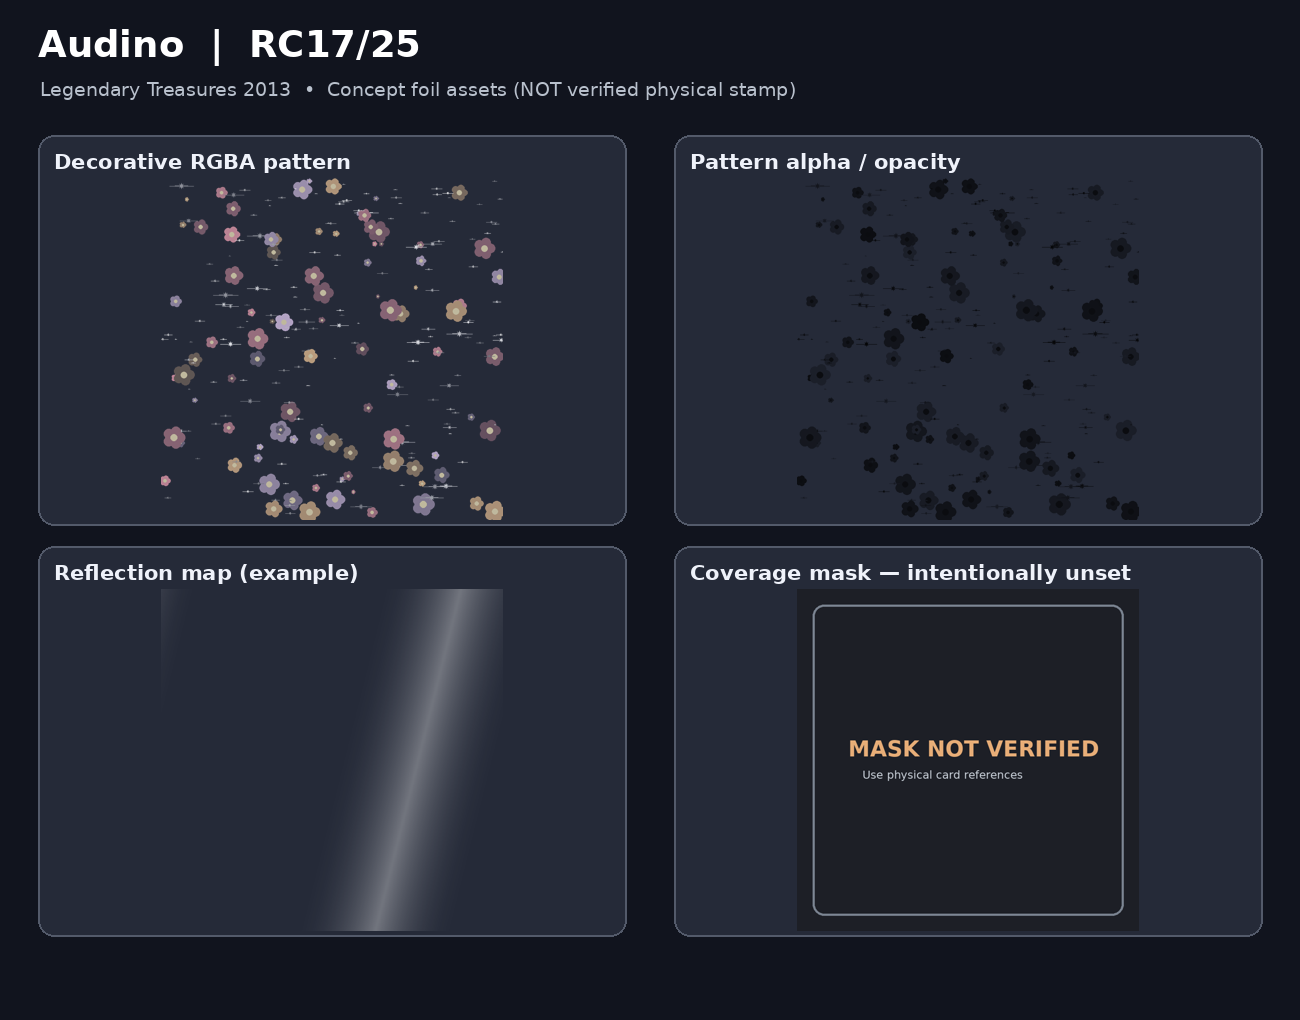 Audino | RC17/25
Legendary Treasures 2013 • Concept foil assets (NOT verified physical stamp)
Decorative RGBA pattern
Pattern alpha / opacity
Reflection map (example)
Coverage mask — intentionally unset
MASK NOT VERIFIED
Use physical card references